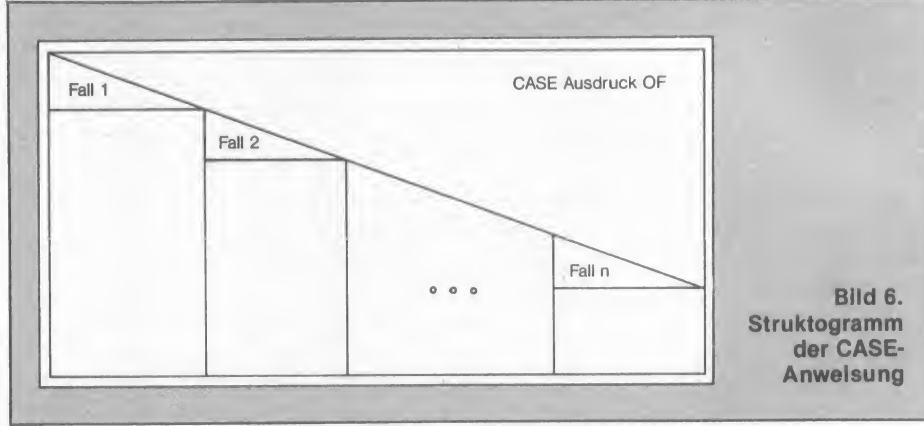 CASE Ausdruck OF
Fall 1
Fall 2
Fall n
Bild 6.
Struktogramm
der CASE-
Anweisung